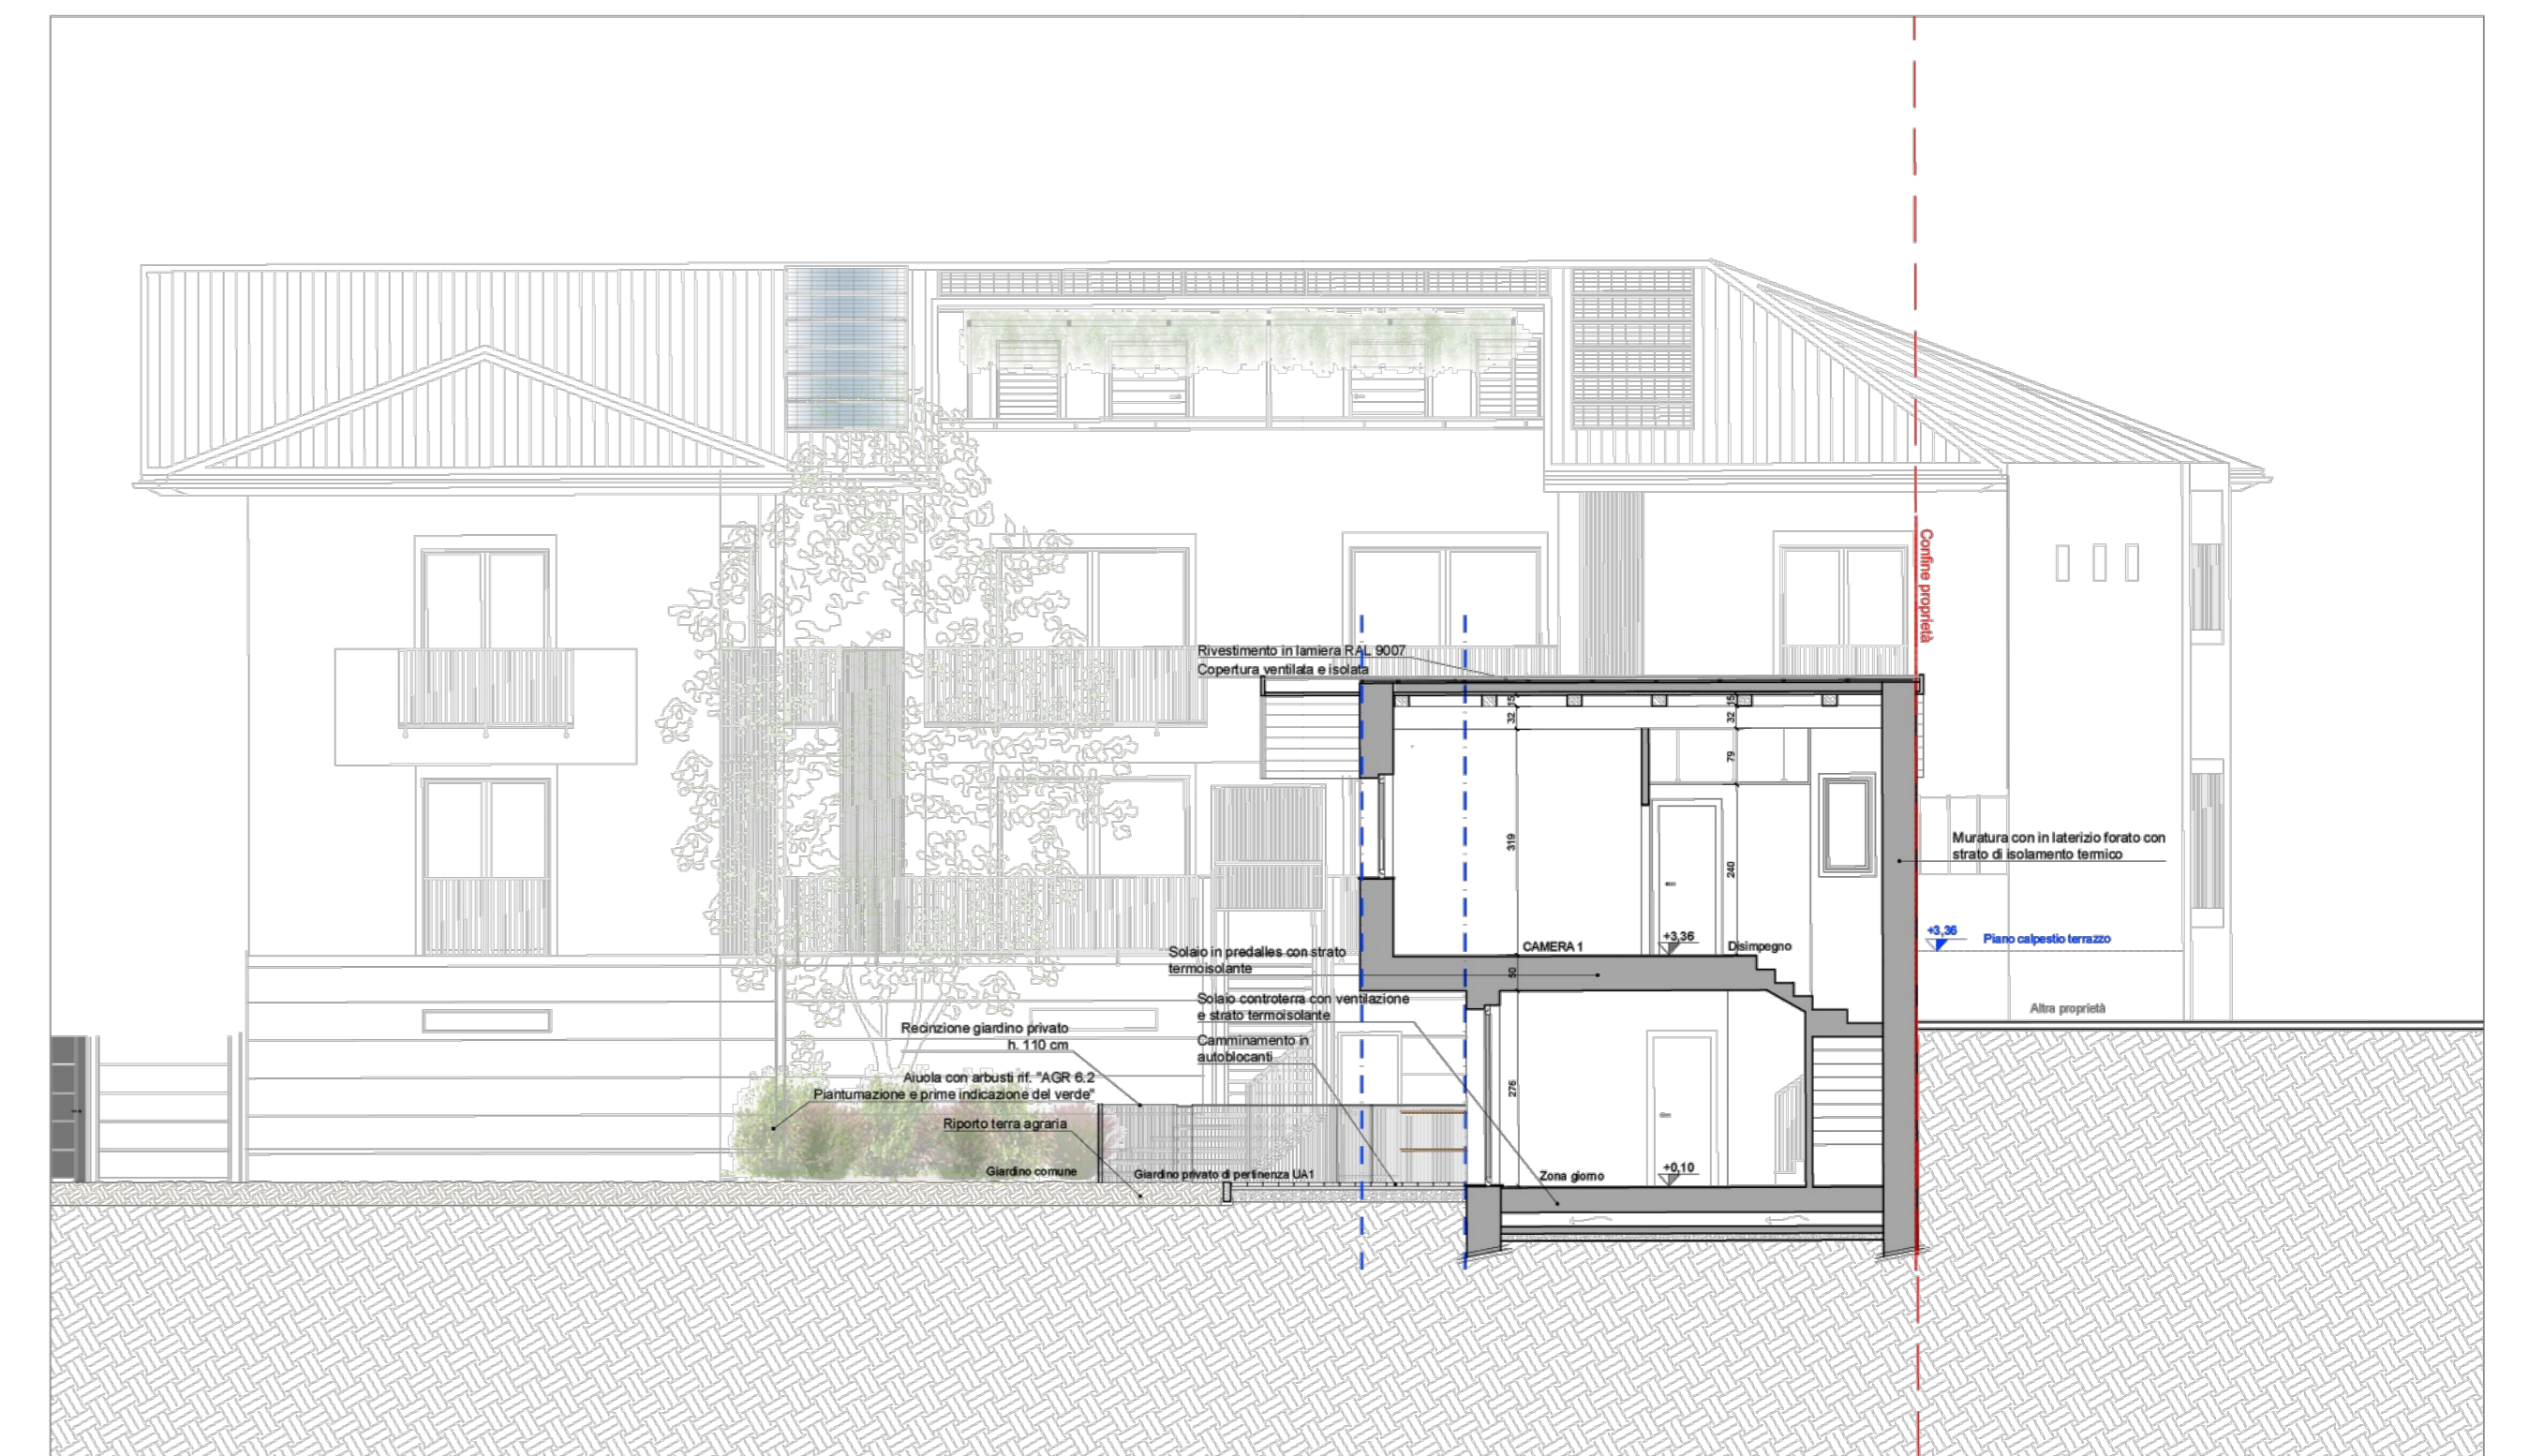 Confine proprietà
Rivestimento in lamiera RAL 9007
Copertura ventilata e isolata
15
32
15
32
79
319
240
Muratura con in laterizio forato con
strato di isolamento termico
+3,36
Piano calpestio terrazzo
+3,36
CAMERA 1
Disimpegno
Solaio in predalles con strato
termoisolante
50
Solaio controterra con ventilazione
e strato termoisolante
Altra proprietà
Recinzione giardino privato
h. 110 cm
Camminamento in
autoblocanti
Aiuola con arbusti rif. "AGR 6.2
Piantumazione e prime indicazione del verde"
276
Riporto terra agraria
Giardino comune
Giardino privato di pertinenza UA1
Zona giorno
+0,10